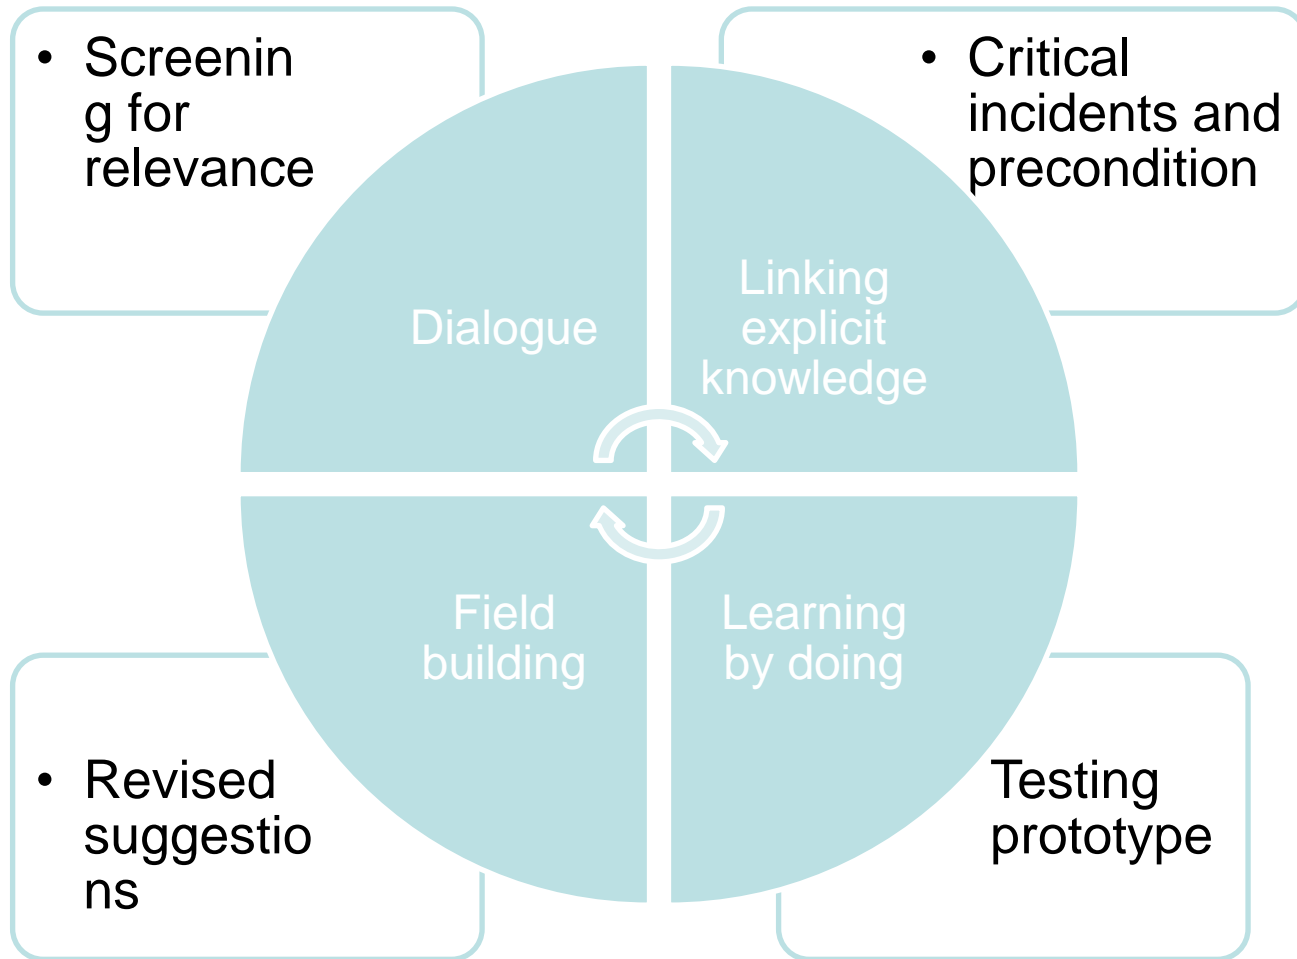 • Screenin
g for
relevance
• Critical
incidents and
precondition
Dialogue
Linking
explicit
knowledge
Field
building
Learning
by doing
• Revised
suggestio
ns
Testing
prototype